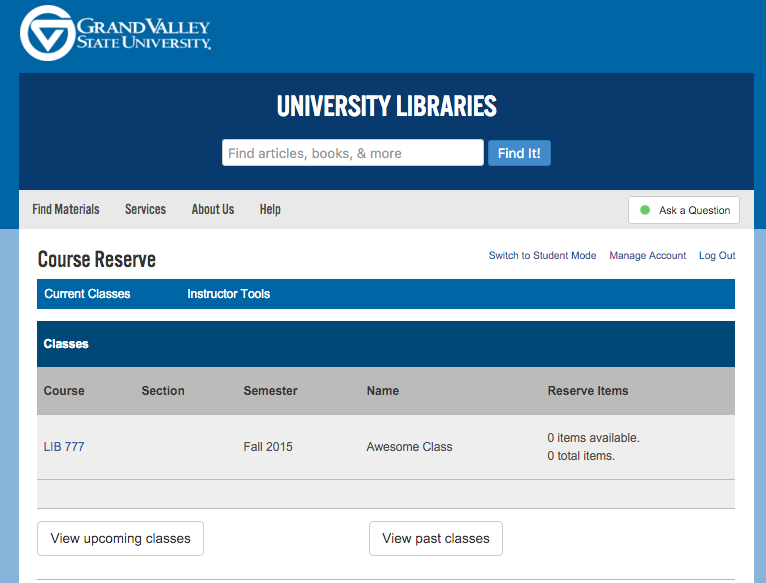 GRAND VALLEY
STATE UNIVERSITY.
UNIVERSITY LIBRARIES
Find articles, books, & more Find It!
Find Materials Services About Us Help Ask a Question
Course Reserve Switch to Student Mode Manage Account Log Out
Current Classes Instructor Tools
Classes
Course Section Semester Name Reserve Items
LIB 777 Fall 2015 Awesome Class 0 items available.
0 total items.
View upcoming classes View past classes